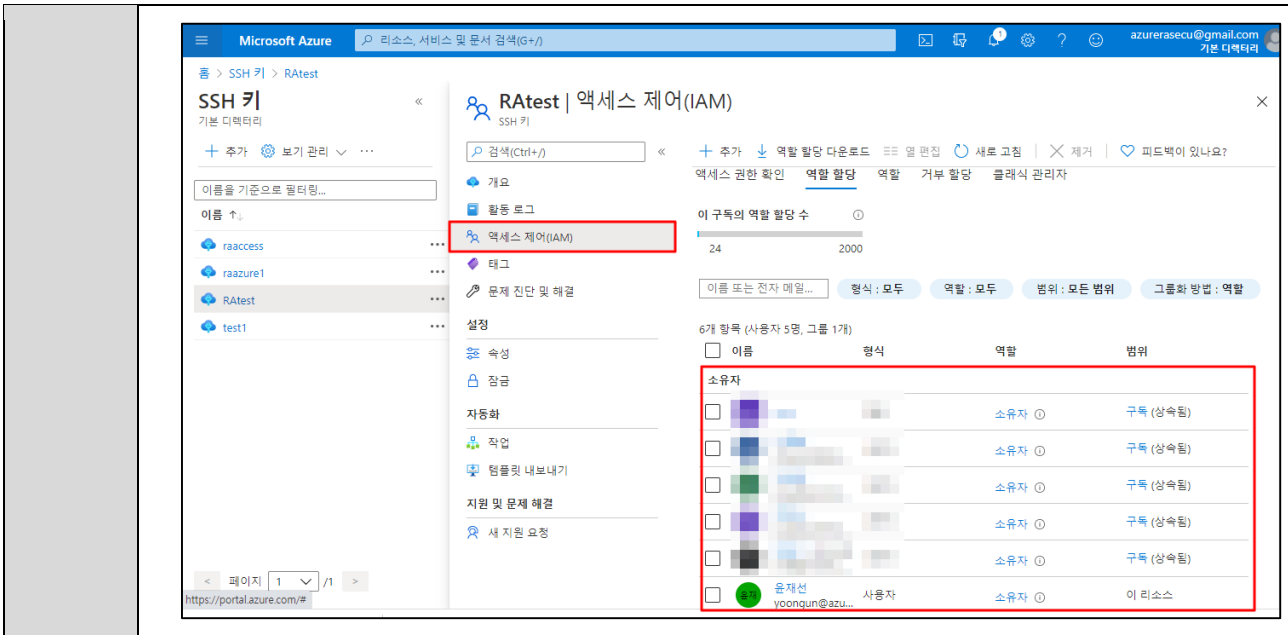 Microsoft Azure
리소스, 서비스 및 문서 검색(G+/)
1
azurerasecu@gmail.com
기본 디렉터리
홈 > SSH 키 > RAtest
SSH 키
기본 디렉터리
추가 보기 관리 ···
이름을 기준으로 필터링...
이름 ↑↓
raaccess ···
raazure1 ···
RAtest ···
test1 ···
< 페이지 1 /1 >
https://portal.azure.com/#
RAtest | 액세스 제어(IAM)
SSH 키
검색(Ctrl+/)
개요
활동 로그
액세스 제어(IAM)
태그
문제 진단 및 해결
설정
속성
잠금
자동화
작업
템플릿 내보내기
지원 및 문제 해결
새 지원 요청
추가 역할 할당 다운로드 열 편집 새로 고침 제거 피드백이 있나요?
액세스 권한 확인 역할 할당 역할 거부 할당 클래식 관리자
이 구독의 역할 할당 수
24 2000
이름 또는 전자 메일... 형식 : 모두 역할 : 모두 범위 : 모든 범위 그룹화 방법 : 역할
6개 항목 (사용자 5명, 그룹 1개)
이름 형식 역할 범위
소유자
소유자 구독 (상속됨)
소유자 구독 (상속됨)
소유자 구독 (상속됨)
소유자 구독 (상속됨)
소유자 구독 (상속됨)
윤재 윤재선 사용자 소유자 이 리소스
yoongun@azu...